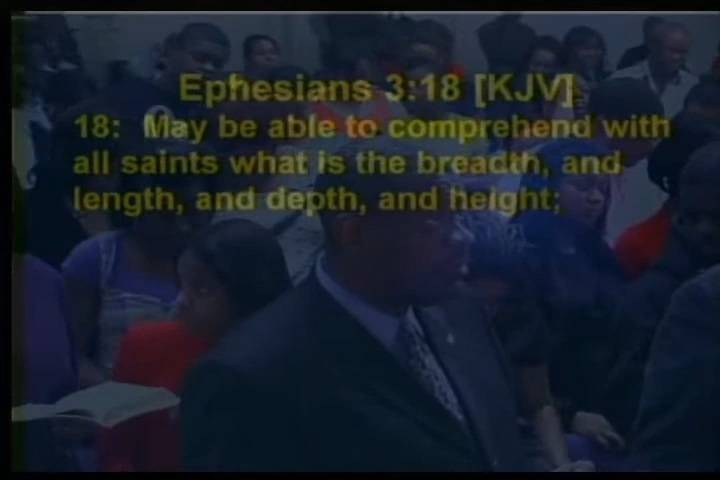 Ephesians 3:18 [KJV]
18: May be able to comprehend with
all saints what is the breadth, and
length, and depth, and height;